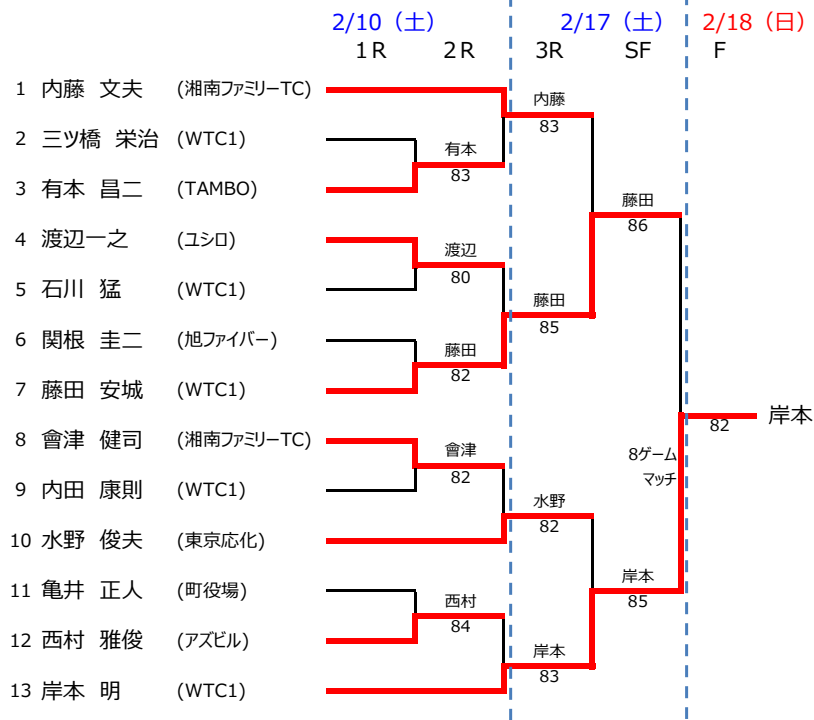 2/10（土） 2/17（土） 2/18（日）
1R 2R 3R SF F
1 内藤 文夫 (湘南ファミリーTC)
内藤
83
2 三ツ橋 栄治 (WTC1)
有本
83
3 有本 昌二 (TAMBO)
藤田
86
4 渡辺一之 (ユシロ)
渡辺
80
5 石川 猛 (WTC1)
藤田
85
6 関根 圭二 (旭ファイバー)
藤田
82
7 藤田 安城 (WTC1)
岸本
82
8 會津 健司 (湘南ファミリーTC)
會津
82
8ゲーム
マッチ
9 内田 康則 (WTC1)
水野
82
10 水野 俊夫 (東京応化)
岸本
85
11 亀井 正人 (町役場)
西村
84
12 西村 雅俊 (アズビル)
岸本
83
13 岸本 明 (WTC1)